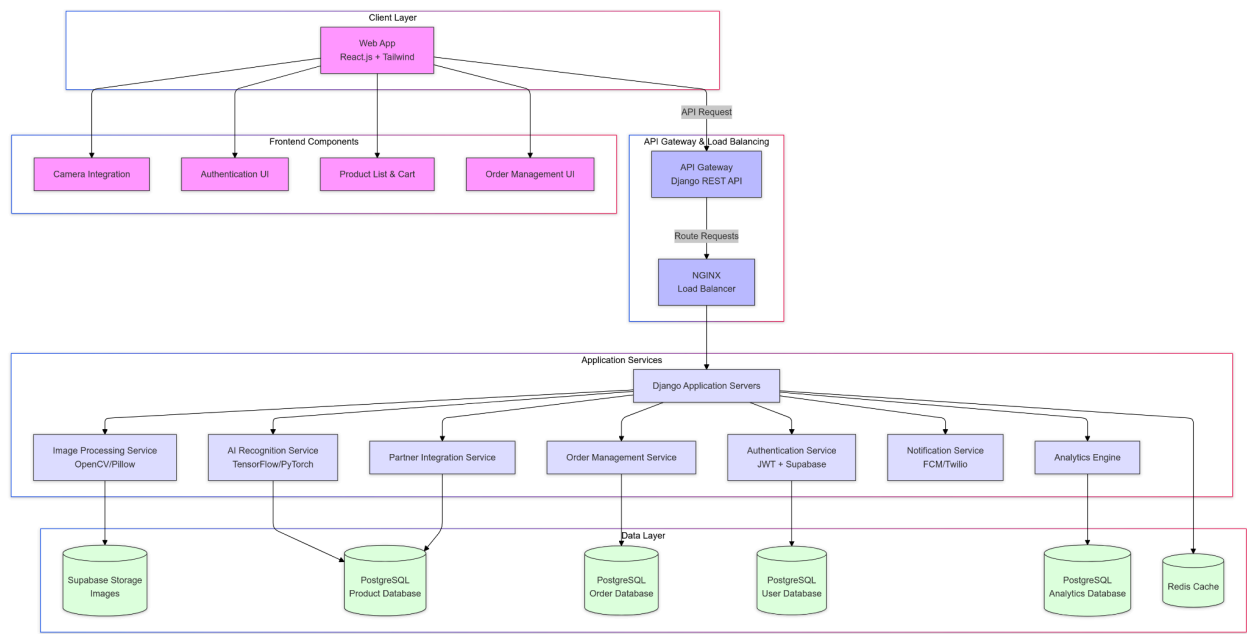 Client Layer
Web App
React.js + Tailwind
API Request
Frontend Components
Camera Integration
Authentication UI
Product List & Cart
Order Management UI
API Gateway & Load Balancing
API Gateway
Django REST API
Route Requests
NGINX
Load Balancer
Application Services
Django Application Servers
Image Processing Service
OpenCV/Pillow
AI Recognition Service
TensorFlow/PyTorch
Partner Integration Service
Order Management Service
Authentication Service
JWT + Supabase
Notification Service
FCM/Twilio
Analytics Engine
Data Layer
Supabase Storage
Images
PostgreSQL
Product Database
PostgreSQL
Order Database
PostgreSQL
User Database
PostgreSQL
Analytics Database
Redis Cache